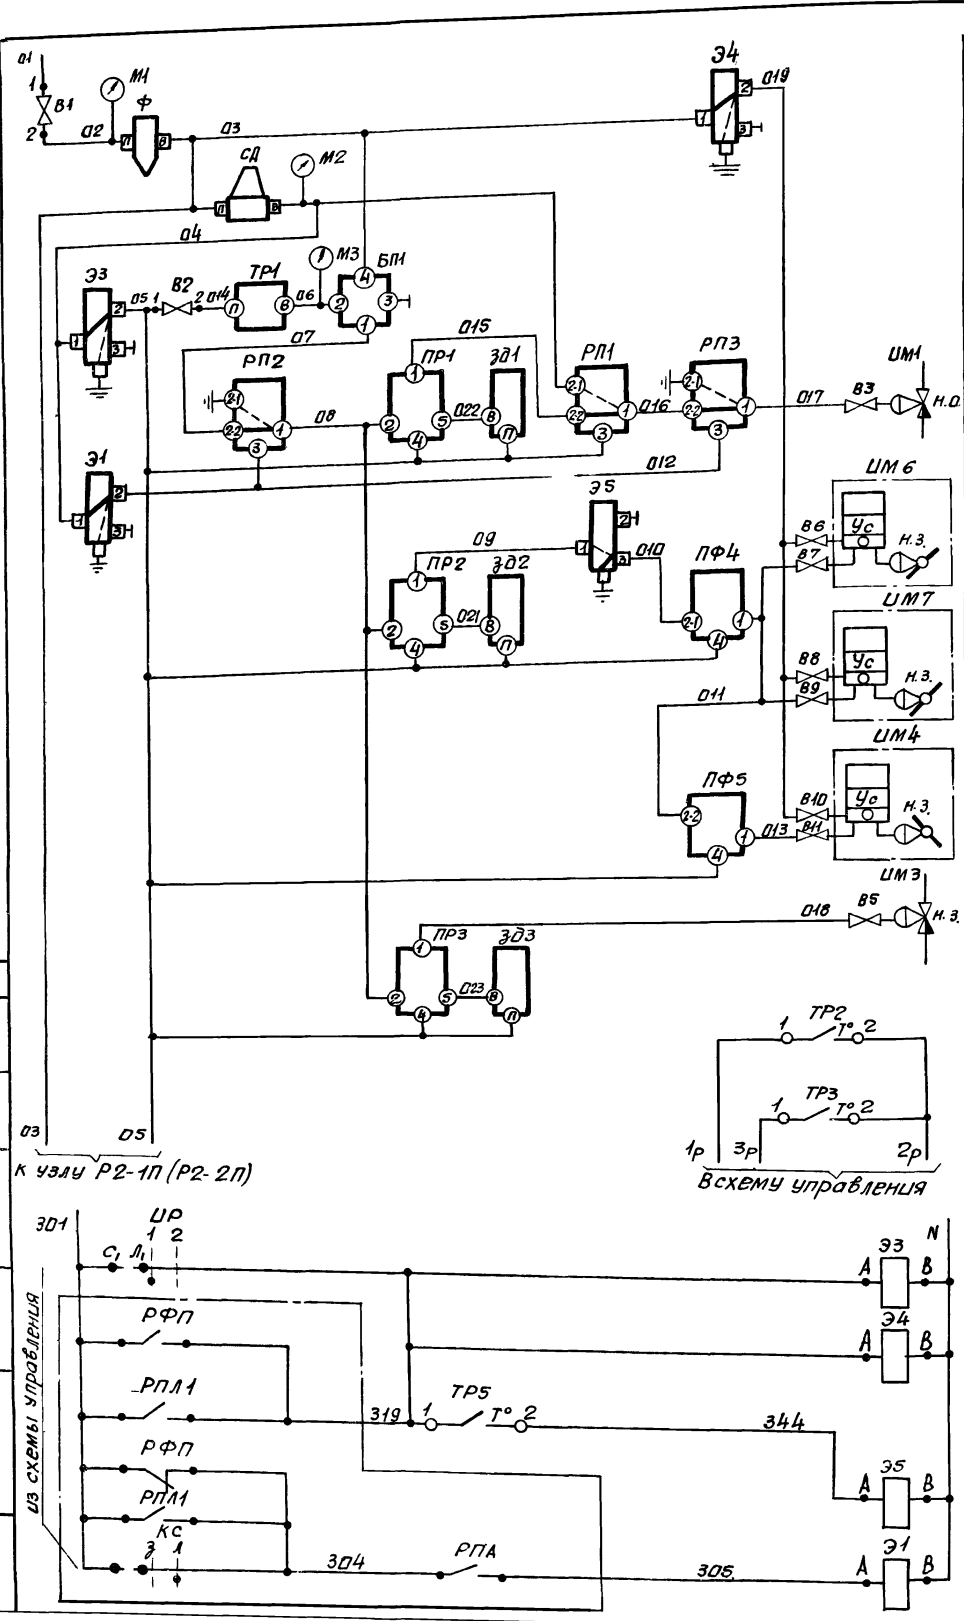 01
1
В1
2
02
М1
П
Ф
В
03
Э4
1
2
3
019
СД
П
В
М2
04
Э3
1
2
3
05
1
В2
2
014
ТР1
П
В
06
М3
БП1
4
2
3
1
07
РП2
2-1
2-2
1
3
08
ПР1
1
2
5
4
015
022
ЗД1
В
П
РП1
2-1
2-2
1
3
016
РП3
2-1
2-2
1
3
017
В3
ИМ1
Н.О.
012
Э1
1
2
3
Э5
1
2
3
09
010
ПР2
1
2
5
4
021
ЗД2
В
П
ПФ4
2-1
1
4
ИМ6
В6
В7
Ус
Н.З.
ИМ7
В8
В9
Ус
Н.З.
011
ИМ4
В10
В11
Ус
Н.З.
ПФ5
2-2
1
4
013
ИМ3
018
В5
Н.З.
ПР3
1
2
5
4
023
ЗД3
В
П
ТР2
1
Т°
2
ТР3
1
Т°
2
1р
3р
2р
В схему управления
03
05
К узлу Р2-1П (Р2-2П)
301
ИР
1
2
С₁
Л₁
N
Э3
А
В
Э4
А
В
РФП
РПЛ1
319
1
ТР5
Т°
2
344
Э5
А
В
РФП
РПЛ1
КС
З
Л
304
РПА
305
Э1
А
В
из схемы управления